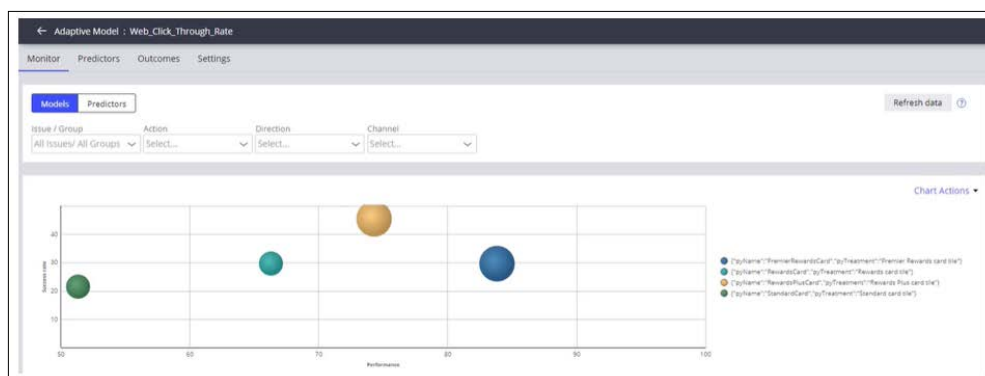 ← Adaptive Model : Web_Click_Through_Rate
Monitor Predictors Outcomes Settings
Models Predictors Refresh data ?
Issue / Group Action Direction Channel
All Issues/ All Groups Select... Select... Select...
Chart Actions
40
30
20
10
Success rate
50 60 70 80 90 100
Performance
{"pyName":"PremierRewardsCard","pyTreatment":"Premier Rewards card tile"}
{"pyName":"RewardsCard","pyTreatment":"Rewards card tile"}
{"pyName":"RewardsPlusCard","pyTreatment":"Rewards Plus card tile"}
{"pyName":"StandardCard","pyTreatment":"Standard card tile"}